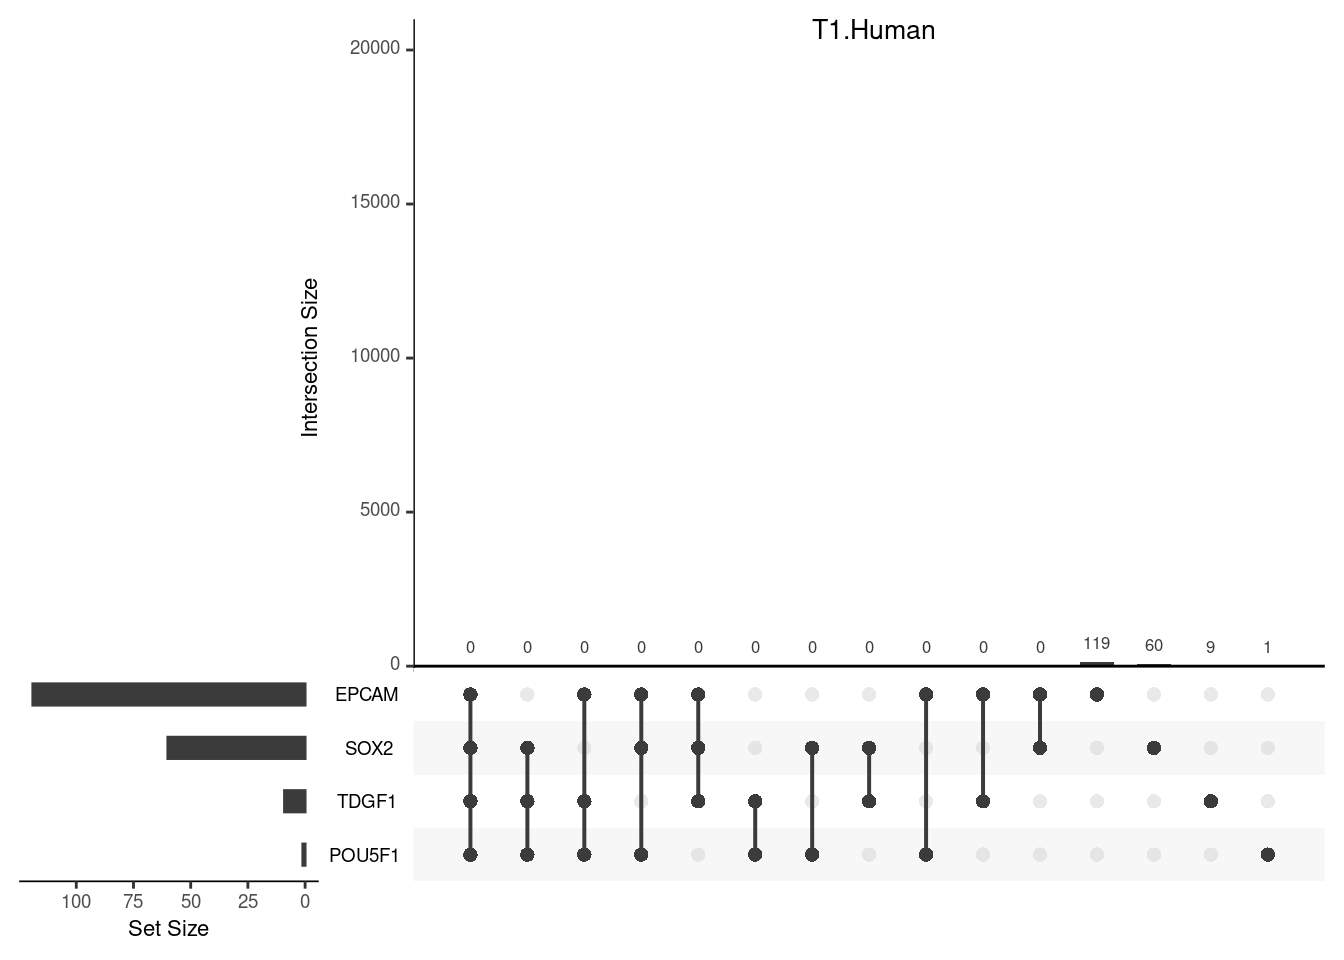 T1.Human
20000
15000
10000
5000
0
Intersection Size
0 0 0 0 0 0 0 0 0 0 0 119 60 9 1
EPCAM
SOX2
TDGF1
POU5F1
100 75 50 25 0
Set Size